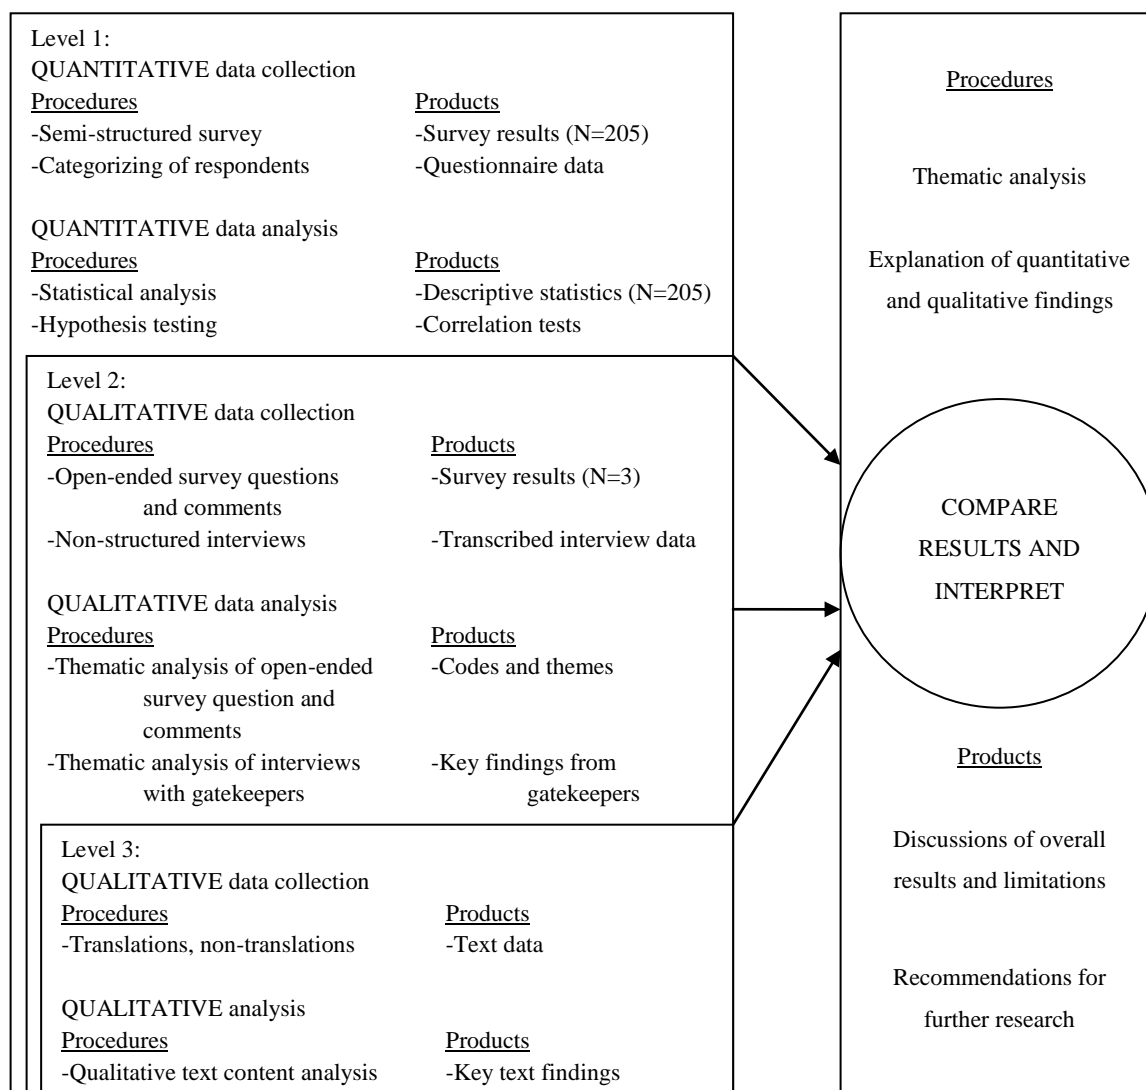 Level 1:
QUANTITATIVE data collection
Procedures Products
-Semi-structured survey -Survey results (N=205)
-Categorizing of respondents -Questionnaire data
QUANTITATIVE data analysis
Procedures Products
-Statistical analysis -Descriptive statistics (N=205)
-Hypothesis testing -Correlation tests
Level 2:
QUALITATIVE data collection
Procedures Products
-Open-ended survey questions -Survey results (N=3)
and comments
-Non-structured interviews -Transcribed interview data
QUALITATIVE data analysis
Procedures Products
-Thematic analysis of open-ended -Codes and themes
survey question and
comments
-Thematic analysis of interviews -Key findings from
with gatekeepers gatekeepers
Level 3:
QUALITATIVE data collection
Procedures Products
-Translations, non-translations -Text data
QUALITATIVE analysis
Procedures Products
-Qualitative text content analysis -Key text findings
Procedures
Thematic analysis
Explanation of quantitative
and qualitative findings
COMPARE
RESULTS AND
INTERPRET
Products
Discussions of overall
results and limitations
Recommendations for
further research